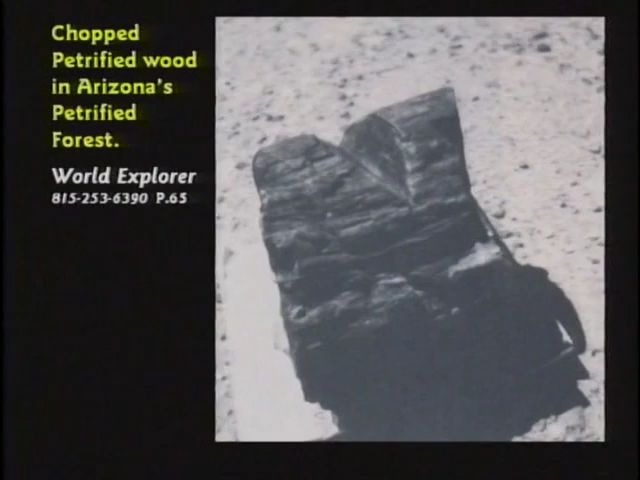 Chopped
Petrified wood
in Arizona's
Petrified
Forest.
World Explorer
815-253-6390 P.65